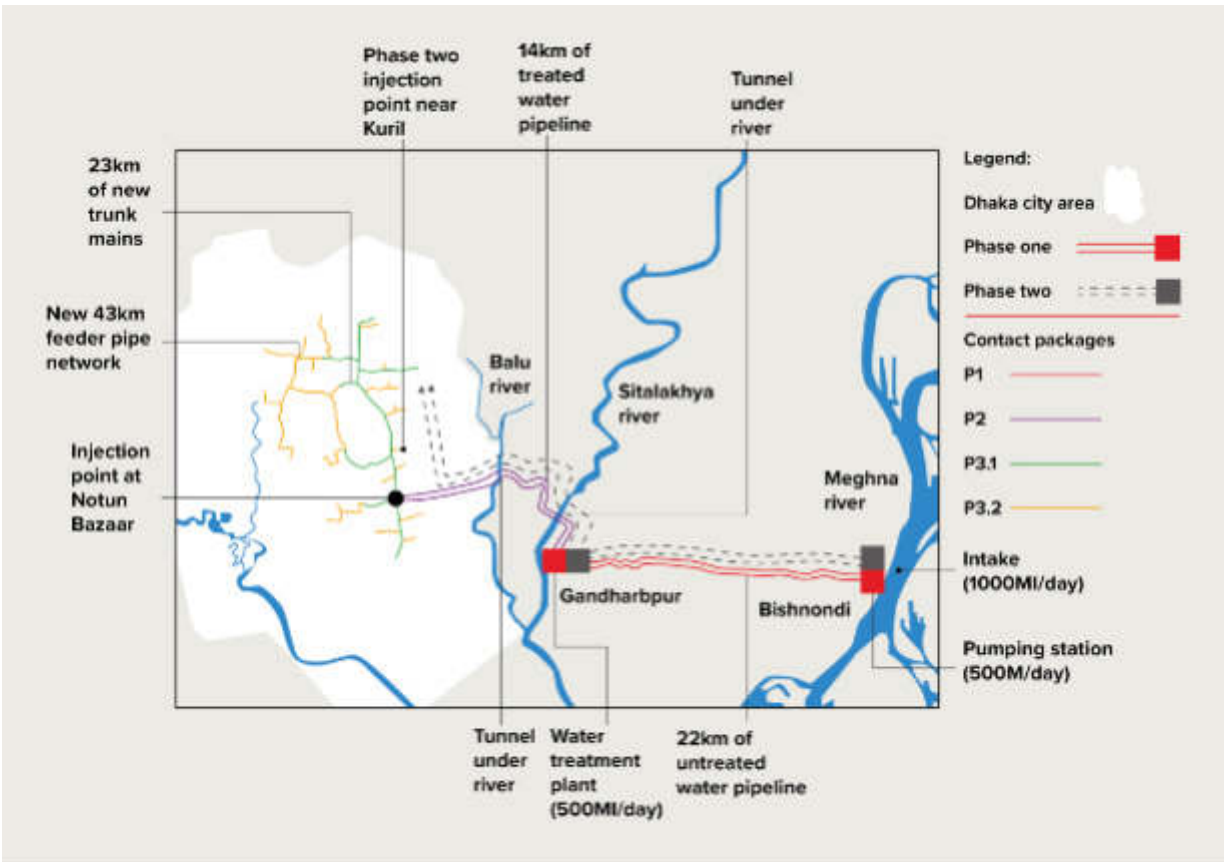 Phase two
injection
point near
Kuril
14km of
treated
water
pipeline
Tunnel
under
river
23km
of new
trunk
mains
New 43km
feeder pipe
network
Injection
point at
Notun
Bazaar
Balu
river
Sitalakhya
river
Meghna
river
Gandharbpur
Bishnondi
Legend:
Dhaka city area
Phase one
Phase two
Contact packages
P1
P2
P3.1
P3.2
Intake
(1000Ml/day)
Pumping station
(500M/day)
Tunnel
under
river
Water
treatment
plant
(500Ml/day)
22km of
untreated
water pipeline